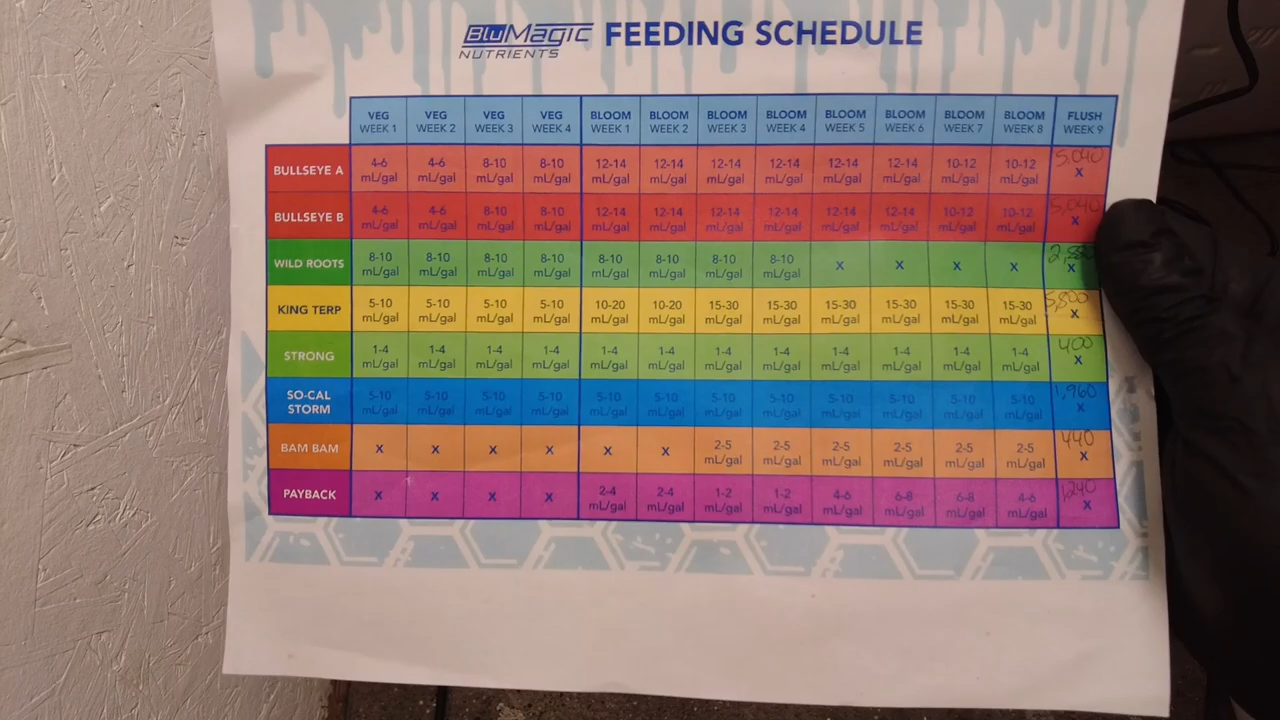 BluMagic NUTRIENTS FEEDING SCHEDULE
VEG WEEK 1 VEG WEEK 2 VEG WEEK 3 VEG WEEK 4 BLOOM WEEK 1 BLOOM WEEK 2 BLOOM WEEK 3 BLOOM WEEK 4 BLOOM WEEK 5 BLOOM WEEK 6 BLOOM WEEK 7 BLOOM WEEK 8 FLUSH WEEK 9
BULLSEYE A 4-6 mL/gal 4-6 mL/gal 8-10 mL/gal 8-10 mL/gal 12-14 mL/gal 12-14 mL/gal 12-14 mL/gal 12-14 mL/gal 12-14 mL/gal 12-14 mL/gal 10-12 mL/gal 10-12 mL/gal 5,040 X
BULLSEYE B 4-6 mL/gal 4-6 mL/gal 8-10 mL/gal 8-10 mL/gal 12-14 mL/gal 12-14 mL/gal 12-14 mL/gal 12-14 mL/gal 12-14 mL/gal 12-14 mL/gal 10-12 mL/gal 10-12 mL/gal 5,040 X
WILD ROOTS 8-10 mL/gal 8-10 mL/gal 8-10 mL/gal 8-10 mL/gal 8-10 mL/gal 8-10 mL/gal 8-10 mL/gal 8-10 mL/gal X X X X X
KING TERP 5-10 mL/gal 5-10 mL/gal 5-10 mL/gal 5-10 mL/gal 10-20 mL/gal 10-20 mL/gal 15-30 mL/gal 15-30 mL/gal 15-30 mL/gal 15-30 mL/gal 15-30 mL/gal 15-30 mL/gal X
STRONG 1-4 mL/gal 1-4 mL/gal 1-4 mL/gal 1-4 mL/gal 1-4 mL/gal 1-4 mL/gal 1-4 mL/gal 1-4 mL/gal 1-4 mL/gal 1-4 mL/gal 1-4 mL/gal 1-4 mL/gal 400 X
SO-CAL STORM 5-10 mL/gal 5-10 mL/gal 5-10 mL/gal 5-10 mL/gal 5-10 mL/gal 5-10 mL/gal 5-10 mL/gal 5-10 mL/gal 5-10 mL/gal 5-10 mL/gal 5-10 mL/gal 5-10 mL/gal 1,960 X
BAM BAM X X X X X X 2-5 mL/gal 2-5 mL/gal 2-5 mL/gal 2-5 mL/gal 2-5 mL/gal 2-5 mL/gal 440 X
PAYBACK X X X X 2-4 mL/gal 2-4 mL/gal 1-2 mL/gal 1-2 mL/gal 4-6 mL/gal 6-8 mL/gal 6-8 mL/gal 4-6 mL/gal 1,240 X